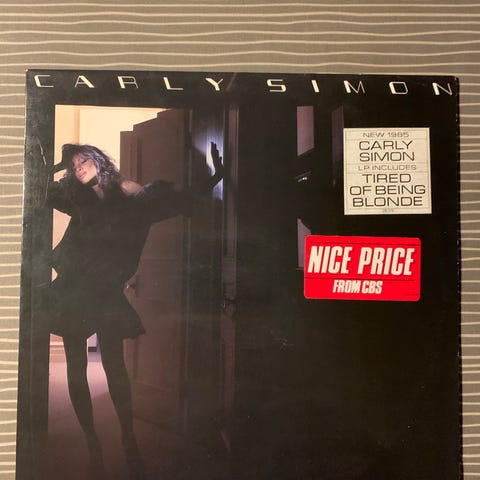 CARLY SIMON
NEW 1985
CARLY
SIMON
LP INCLUDES
TIRED
OF BEING
BLONDE
NICE PRICE
FROM CBS